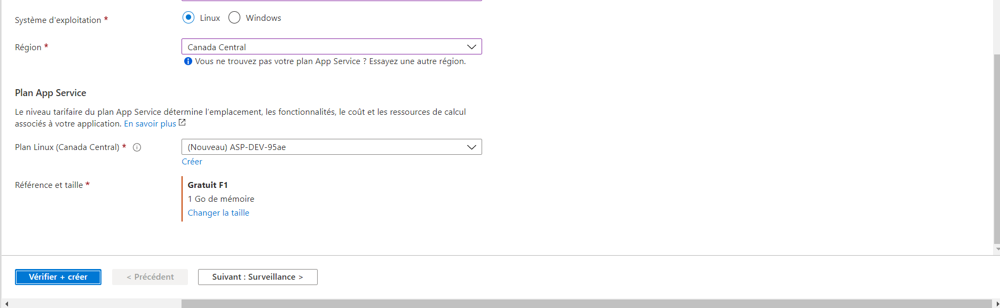 Système d'exploitation *
Linux
Windows
Région *
Canada Central
Vous ne trouvez pas votre plan App Service ? Essayez une autre région.
Plan App Service
Le niveau tarifaire du plan App Service détermine l'emplacement, les fonctionnalités, le coût et les ressources de calcul
associés à votre application. En savoir plus
Plan Linux (Canada Central) *
(Nouveau) ASP-DEV-95ae
Créer
Référence et taille *
Gratuit F1
1 Go de mémoire
Changer la taille
Vérifier + créer
< Précédent
Suivant : Surveillance >